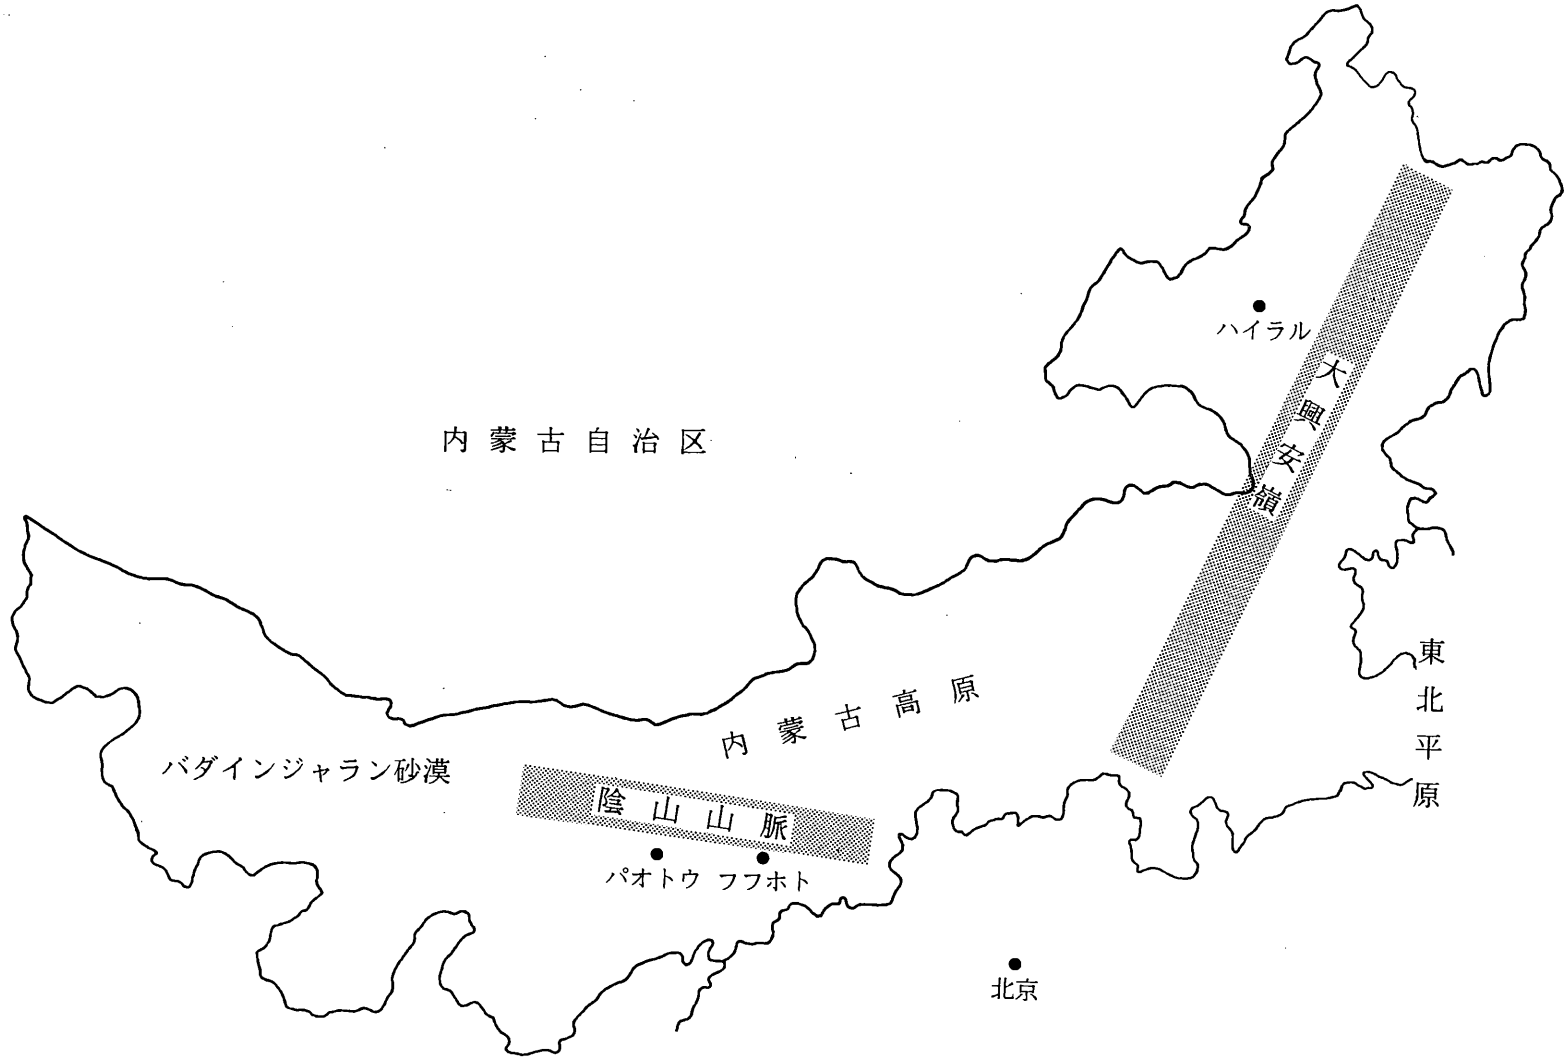 ハイラル
大興安嶺
内蒙古自治区
東北平原
内蒙古高原
バダインジャラン砂漠
陰山山脈
パオトウ フフホト
北京